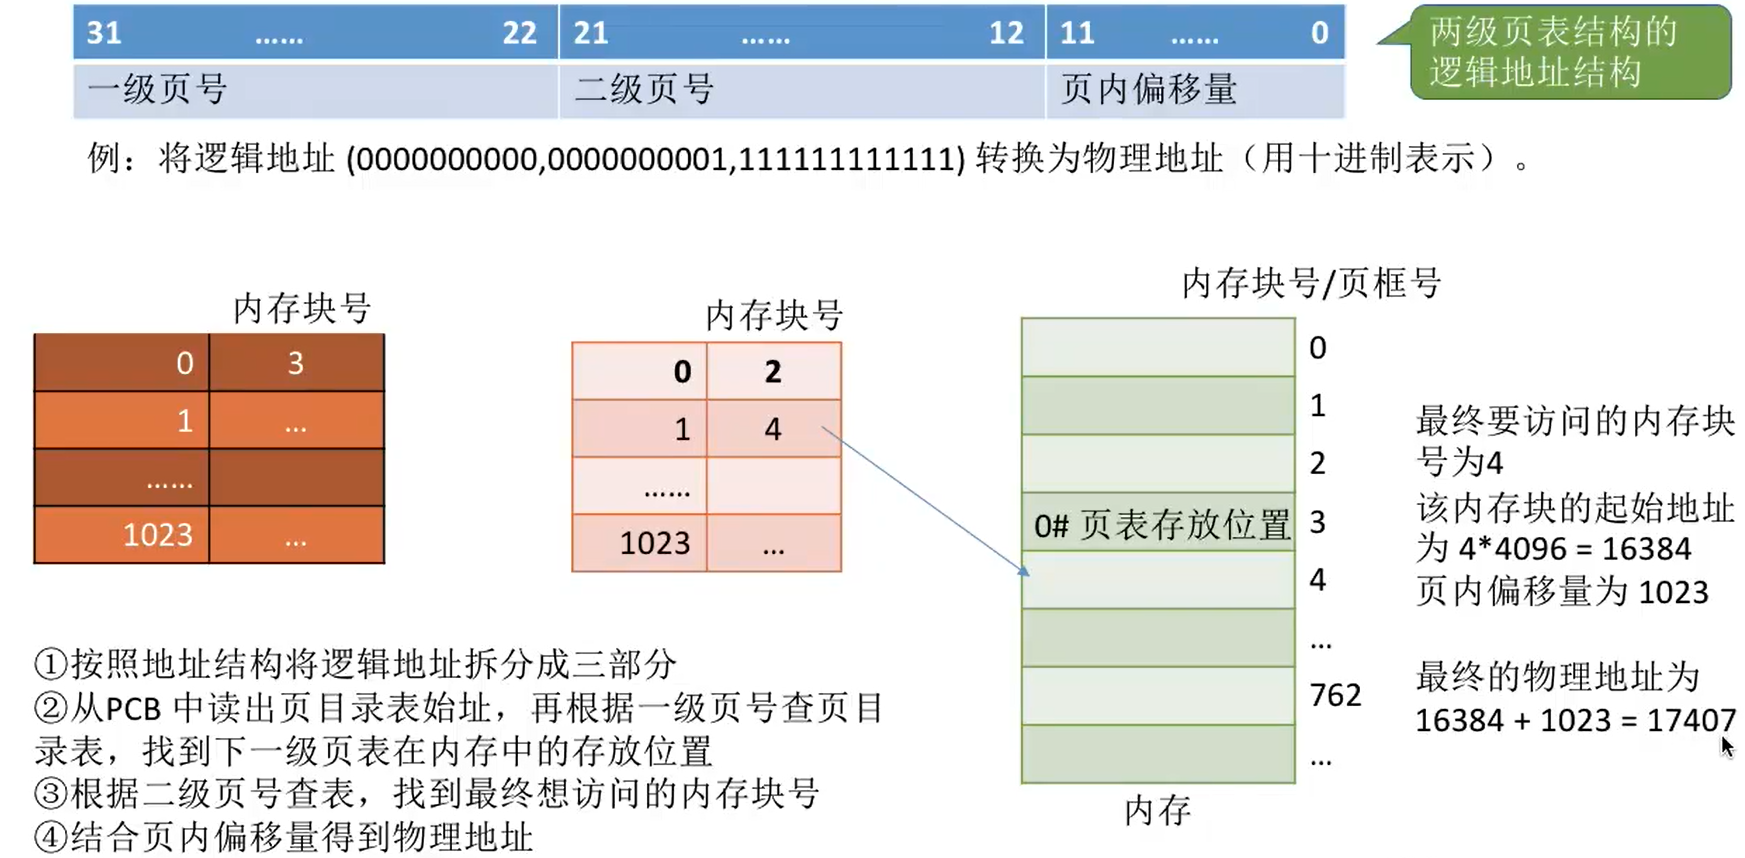 31 …… 22 21 …… 12 11 …… 0
一级页号 二级页号 页内偏移量
两级页表结构的
逻辑地址结构
例：将逻辑地址 (0000000000,0000000001,111111111111) 转换为物理地址（用十进制表示）。
内存块号
0 3
1 …
……
1023 …
内存块号
0 2
1 4
……
1023 …
内存块号/页框号
0
1
2
0# 页表存放位置 3
4
…
762
…
内存
最终要访问的内存块
号为4
该内存块的起始地址
为 4*4096 = 16384
页内偏移量为 1023
最终的物理地址为
16384 + 1023 = 17407
①按照地址结构将逻辑地址拆分成三部分
②从PCB 中读出页目录表始址，再根据一级页号查页目
录表，找到下一级页表在内存中的存放位置
③根据二级页号查表，找到最终想访问的内存块号
④结合页内偏移量得到物理地址